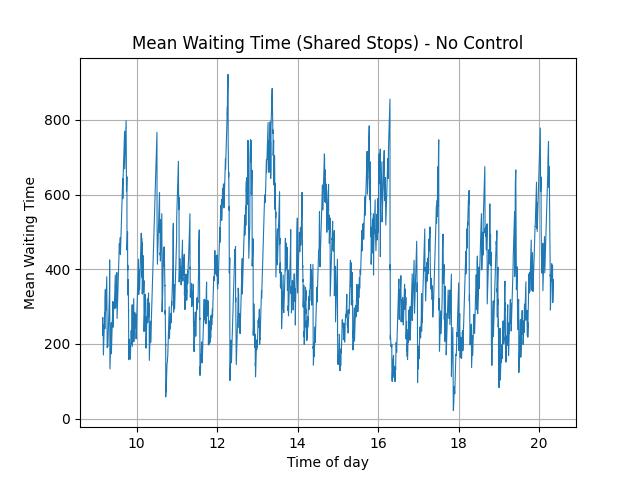 Mean Waiting Time (Shared Stops) - No Control
Mean Waiting Time
800
600
400
200
0
10 12 14 16 18 20
Time of day